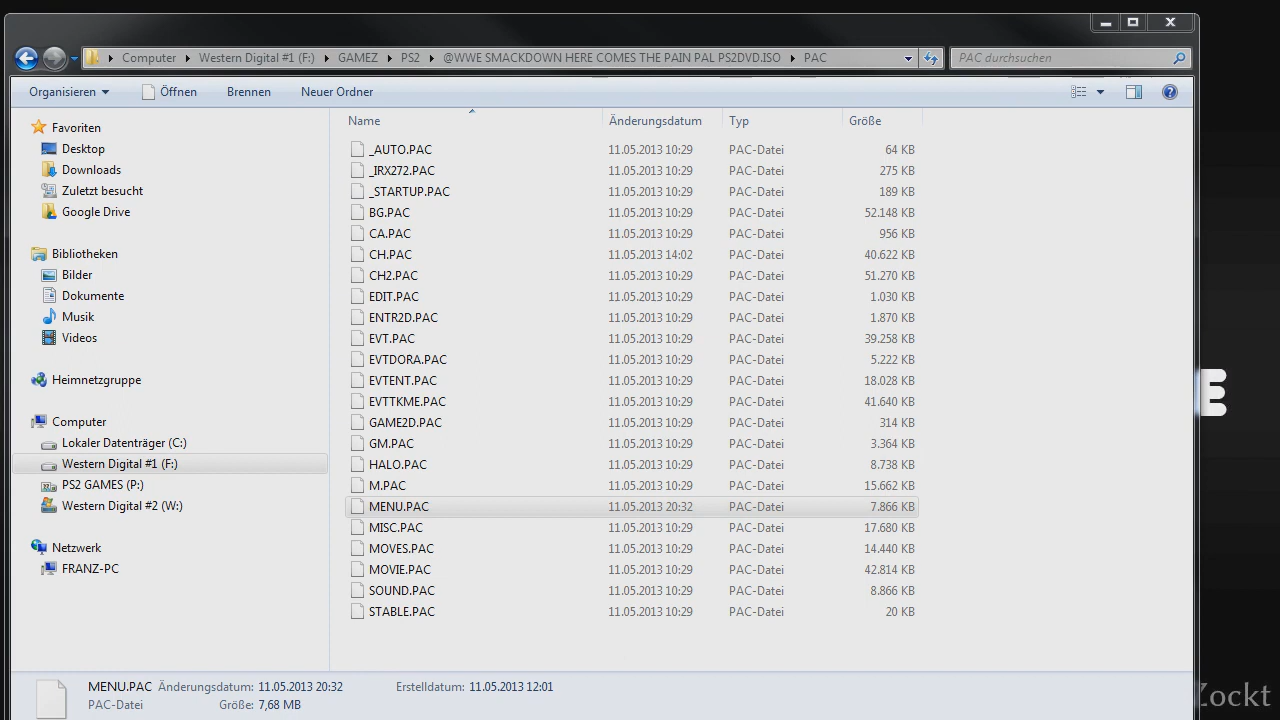 Computer Western Digital #1 (F:) GAMEZ PS2 @WWE SMACKDOWN HERE COMES THE PAIN PAL PS2DVD.ISO PAC PAC durchsuchen
Organisieren Öffnen Brennen Neuer Ordner
Favoriten
Desktop
Downloads
Zuletzt besucht
Google Drive
Bibliotheken
Bilder
Dokumente
Musik
Videos
Heimnetzgruppe
Computer
Lokaler Datenträger (C:)
Western Digital #1 (F:)
PS2 GAMES (P:)
Western Digital #2 (W:)
Netzwerk
FRANZ-PC
Name Änderungsdatum Typ Größe
_AUTO.PAC 11.05.2013 10:29 PAC-Datei 64 KB
_IRX272.PAC 11.05.2013 10:29 PAC-Datei 275 KB
_STARTUP.PAC 11.05.2013 10:29 PAC-Datei 189 KB
BG.PAC 11.05.2013 10:29 PAC-Datei 52.148 KB
CA.PAC 11.05.2013 10:29 PAC-Datei 956 KB
CH.PAC 11.05.2013 14:02 PAC-Datei 40.622 KB
CH2.PAC 11.05.2013 10:29 PAC-Datei 51.270 KB
EDIT.PAC 11.05.2013 10:29 PAC-Datei 1.030 KB
ENTR2D.PAC 11.05.2013 10:29 PAC-Datei 1.870 KB
EVT.PAC 11.05.2013 10:29 PAC-Datei 39.258 KB
EVTDORA.PAC 11.05.2013 10:29 PAC-Datei 5.222 KB
EVTENT.PAC 11.05.2013 10:29 PAC-Datei 18.028 KB
EVTTKME.PAC 11.05.2013 10:29 PAC-Datei 41.640 KB
GAME2D.PAC 11.05.2013 10:29 PAC-Datei 314 KB
GM.PAC 11.05.2013 10:29 PAC-Datei 3.364 KB
HALO.PAC 11.05.2013 10:29 PAC-Datei 8.738 KB
M.PAC 11.05.2013 10:29 PAC-Datei 15.662 KB
MENU.PAC 11.05.2013 20:32 PAC-Datei 7.866 KB
MISC.PAC 11.05.2013 10:29 PAC-Datei 17.680 KB
MOVES.PAC 11.05.2013 10:29 PAC-Datei 14.440 KB
MOVIE.PAC 11.05.2013 10:29 PAC-Datei 42.814 KB
SOUND.PAC 11.05.2013 10:29 PAC-Datei 8.866 KB
STABLE.PAC 11.05.2013 10:29 PAC-Datei 20 KB
MENU.PAC Änderungsdatum: 11.05.2013 20:32 Erstelldatum: 11.05.2013 12:01
PAC-Datei Größe: 7,68 MB
E
Zockt